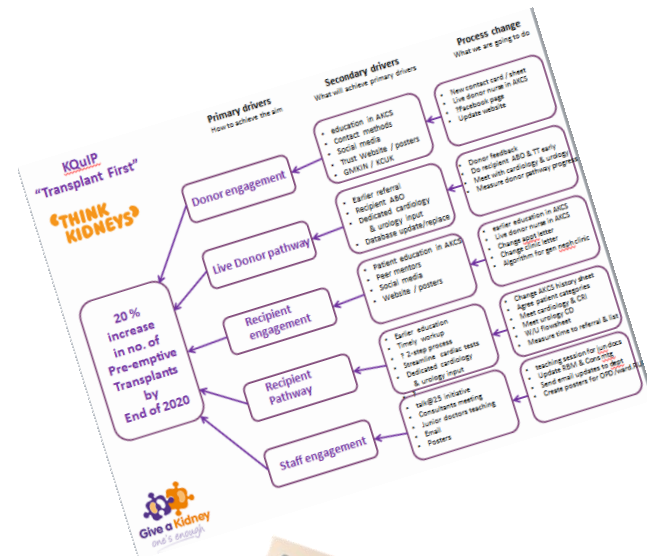 KQuIP
"Transplant First"
THINK
KIDNEYS
20 %
increase
in no. of
Pre-emptive
Transplants
by
End of 2020
Primary drivers
How to achieve the aim
Donor engagement
Live Donor pathway
Recipient
engagement
Recipient
Pathway
Staff engagement
Secondary drivers
What will achieve primary drivers
education in AKCS
Contact methods
Social media
Trust Website / posters
GMKIN / KCUK
Earlier referral
Recipient ABO
Dedicated cardiology
& urology input
Database update/replace
Patient education in AKCS
Peer mentors
Social media
Website / posters
Earlier education
Timely workup
? 2-step process
Streamline cardiac tests
Dedicated cardiology
& urology input
talk@25 initiative
Consultants meeting
Junior doctors teaching
Email
Posters
Process change
What we are going to do
New contact card / sheet
Live donor nurse in AKCS
?Facebook page
Update website
Donor feedback
Do recipient ABO & TT early
Meet with cardiology & urology
Measure donor pathway progress
earlier education in AKCS
Live donor nurse in AKCS
Change appt letter
Change clinic letter
Algorithm for gen neph clinic
Change AKCS history sheet
Agree patient categories
Meet cardiology & CRI
Meet urology CD
W/U flowsheet
Measure time to referral & list
teaching session for jun docs
Update RBM & Cons mtg
Send email updates to dept
Create posters for OPD/ward
Give a Kidney
one's enough